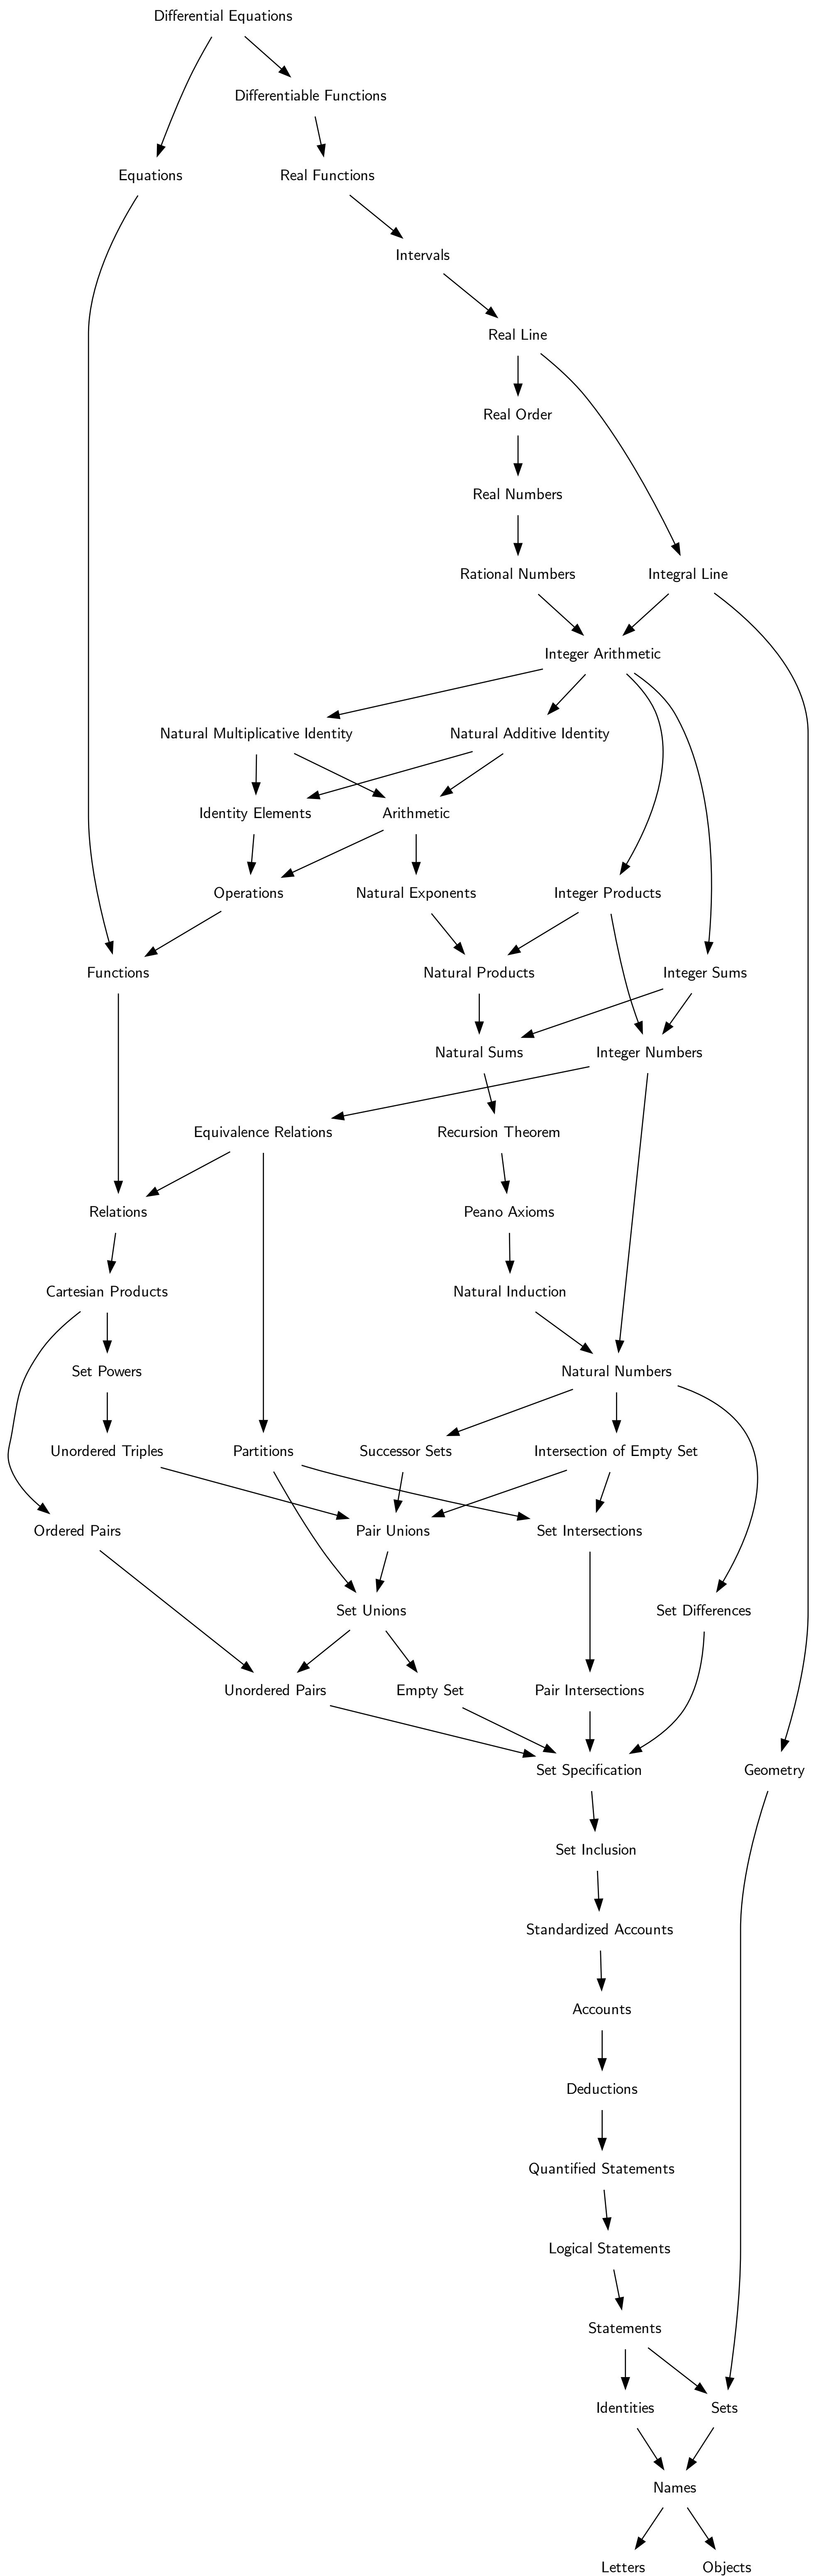 Differential Equations
Differentiable Functions
Equations
Real Functions
Intervals
Real Line
Real Order
Real Numbers
Rational Numbers
Integral Line
Integer Arithmetic
Natural Multiplicative Identity
Natural Additive Identity
Identity Elements
Arithmetic
Operations
Natural Exponents
Integer Products
Functions
Natural Products
Integer Sums
Natural Sums
Integer Numbers
Equivalence Relations
Recursion Theorem
Relations
Peano Axioms
Cartesian Products
Natural Induction
Set Powers
Natural Numbers
Unordered Triples
Partitions
Successor Sets
Intersection of Empty Set
Ordered Pairs
Pair Unions
Set Intersections
Set Unions
Set Differences
Unordered Pairs
Empty Set
Pair Intersections
Set Specification
Geometry
Set Inclusion
Standardized Accounts
Accounts
Deductions
Quantified Statements
Logical Statements
Statements
Identities
Sets
Names
Letters
Objects